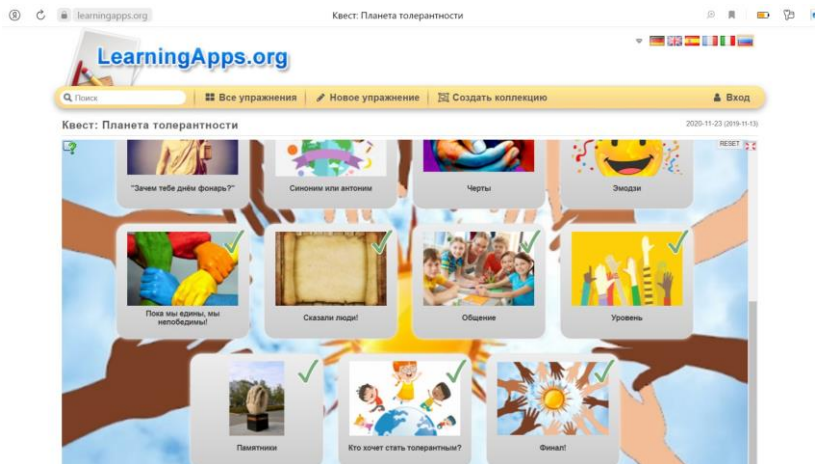 learningapps.org
Квест: Планета толерантности
LearningApps.org
Поиск
Все упражнения
Новое упражнение
Создать коллекцию
Вход
Квест: Планета толерантности
2020-11-23 (2019-11-13)
RESET
"Зачем тебе днём фонарь?"
Синоним или антоним
Черты
Эмодзи
Пока мы едины, мы
непобедимы!
Сказали люди!
Общение
Уровень
Памятники
Кто хочет стать толерантным?
Финал!